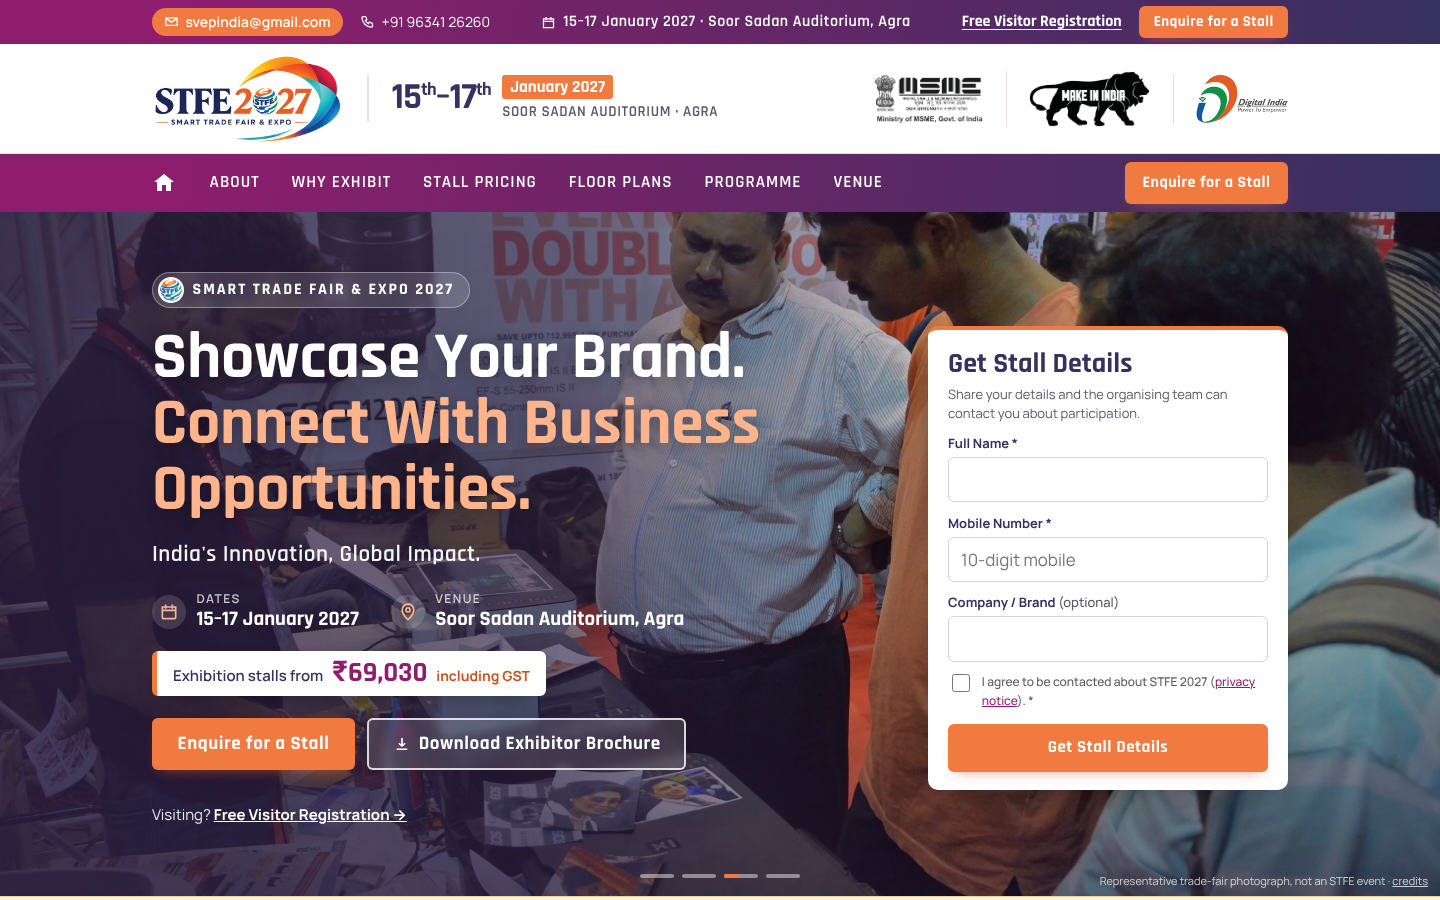 svepindia@gmail.com
+91 96341 26260
15–17 January 2027 · Soor Sadan Auditorium, Agra
Free Visitor Registration
Enquire for a Stall
STFE2027
SMART TRADE FAIR & EXPO
15th–17th
January 2027
SOOR SADAN AUDITORIUM · AGRA
MSME
Ministry of MSME, Govt. of India
MAKE IN INDIA
Digital India
Power To Empower
ABOUT
WHY EXHIBIT
STALL PRICING
FLOOR PLANS
PROGRAMME
VENUE
Enquire for a Stall
DOUBL
WITH
SMART TRADE FAIR & EXPO 2027
Showcase Your Brand.
Connect With Business
Opportunities.
India's Innovation, Global Impact.
DATES
15–17 January 2027
VENUE
Soor Sadan Auditorium, Agra
Exhibition stalls from ₹69,030 including GST
Enquire for a Stall
Download Exhibitor Brochure
Visiting? Free Visitor Registration →
Get Stall Details
Share your details and the organising team can
contact you about participation.
Full Name *
Mobile Number *
10-digit mobile
Company / Brand (optional)
I agree to be contacted about STFE 2027 (privacy
notice). *
Get Stall Details
Representative trade-fair photograph, not an STFE event · credits